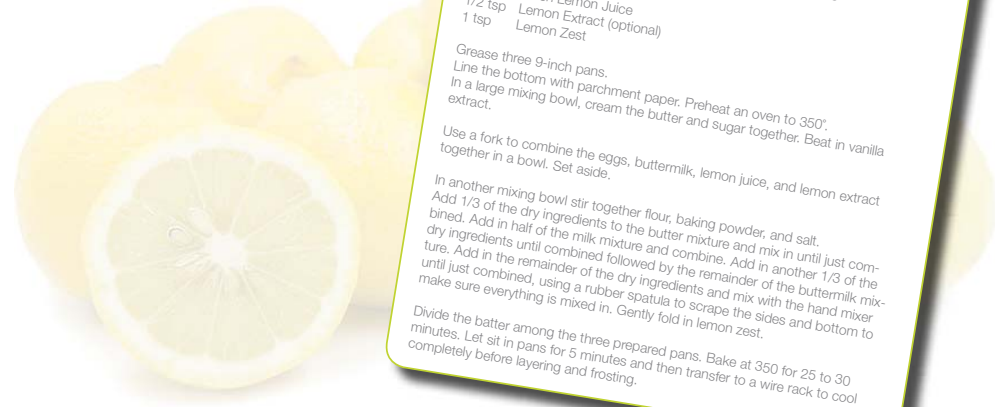 Lemon Juice
1/2 tsp Lemon Extract (optional)
1 tsp Lemon Zest
Grease three 9-inch pans.
Line the bottom with parchment paper. Preheat an oven to 350°.
In a large mixing bowl, cream the butter and sugar together. Beat in vanilla
extract.
Use a fork to combine the eggs, buttermilk, lemon juice, and lemon extract
together in a bowl. Set aside.
In another mixing bowl stir together flour, baking powder, and salt.
Add 1/3 of the dry ingredients to the butter mixture and mix in until just com-
bined. Add in half of the milk mixture and combine. Add in another 1/3 of the
dry ingredients until combined followed by the remainder of the buttermilk mix-
ture. Add in the remainder of the dry ingredients and mix with the hand mixer
until just combined, using a rubber spatula to scrape the sides and bottom to
make sure everything is mixed in. Gently fold in lemon zest.
Divide the batter among the three prepared pans. Bake at 350 for 25 to 30
minutes. Let sit in pans for 5 minutes and then transfer to a wire rack to cool
completely before layering and frosting.